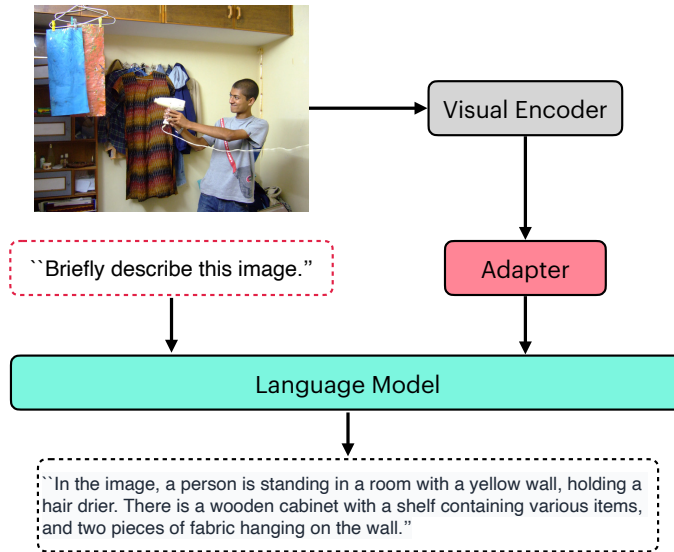 Visual Encoder
``Briefly describe this image.’’
Adapter
Language Model
``In the image, a person is standing in a room with a yellow wall, holding a
hair drier. There is a wooden cabinet with a shelf containing various items,
and two pieces of fabric hanging on the wall.’’